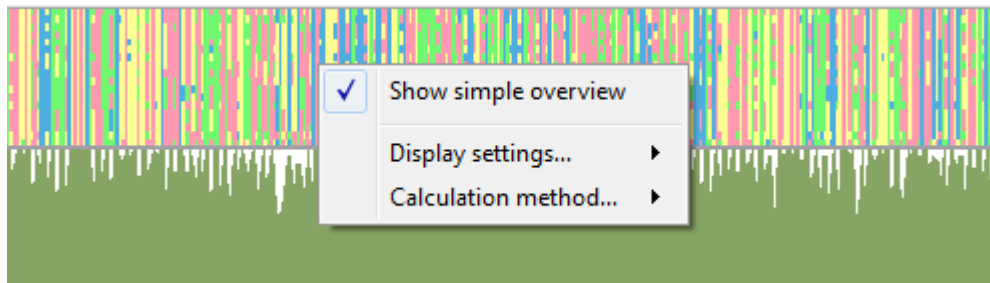 Show simple overview
Display settings...
Calculation method...